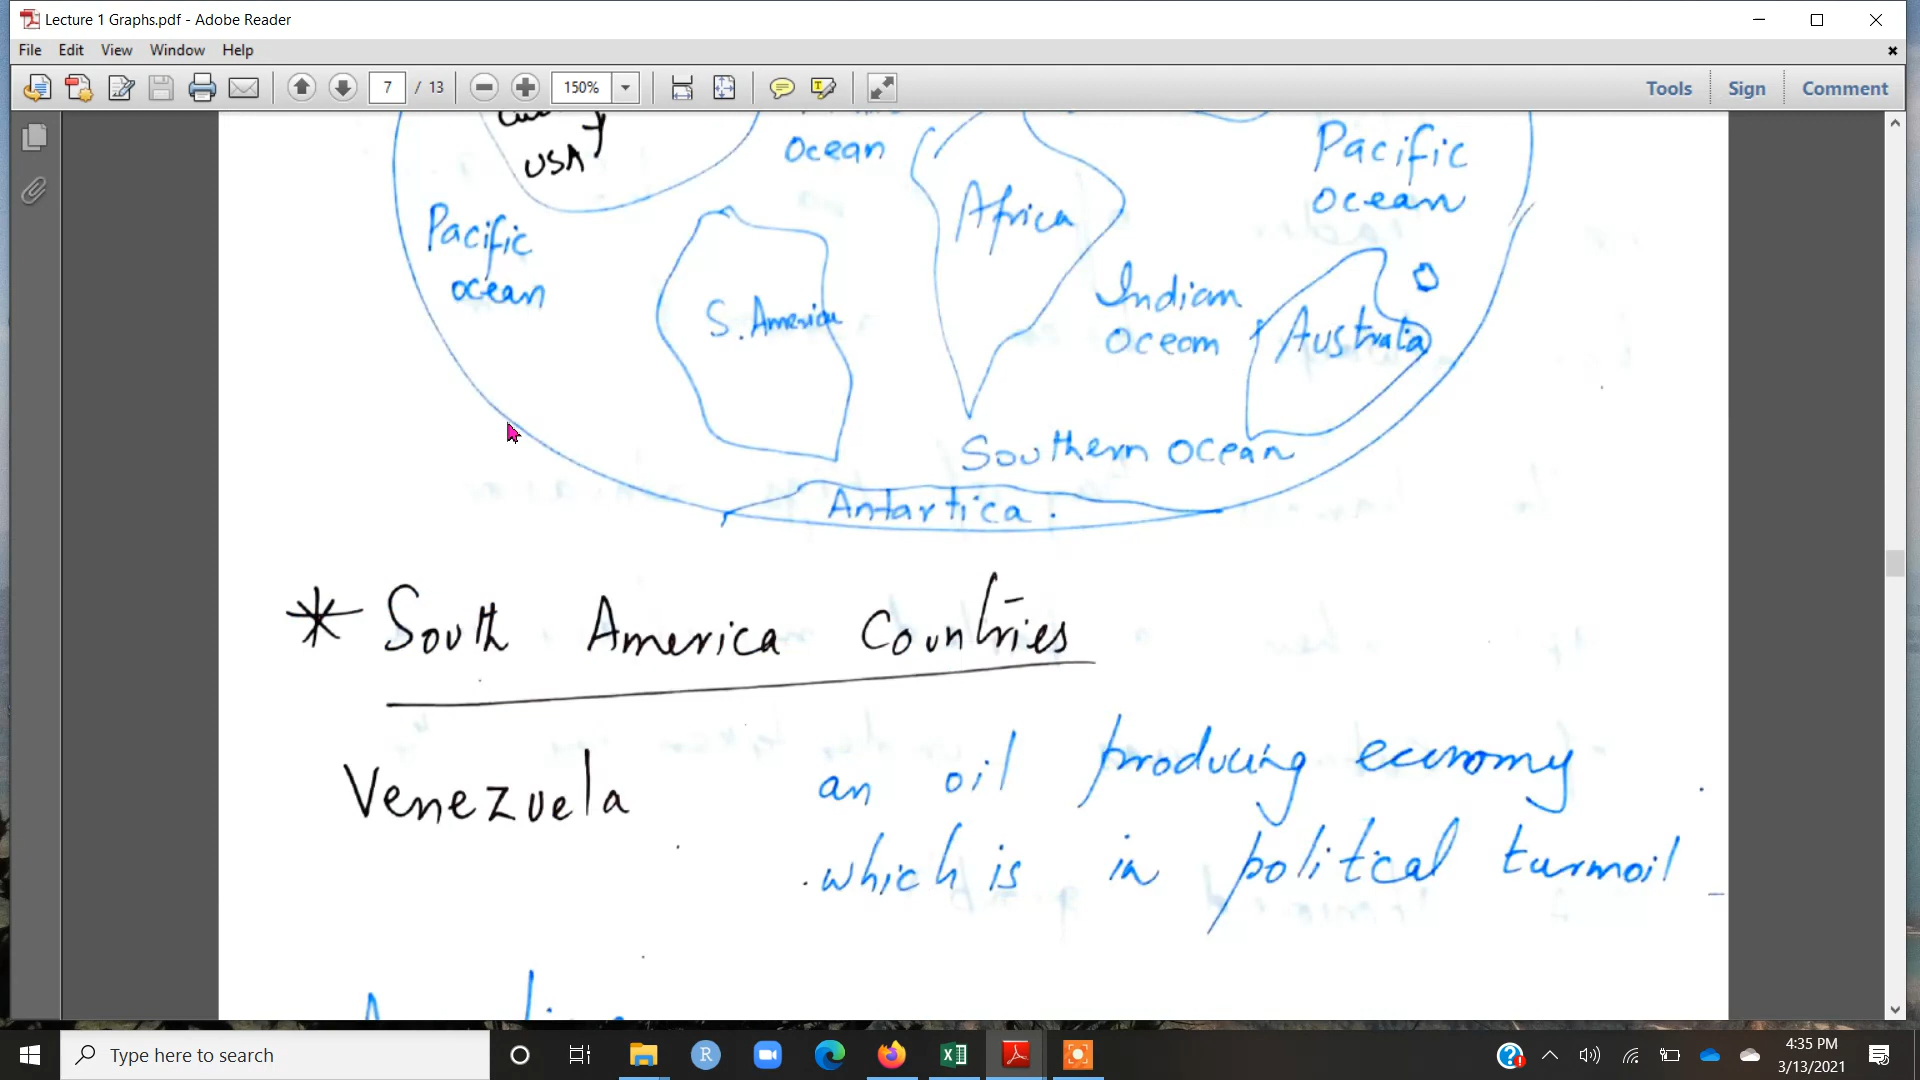 Lecture 1 Graphs.pdf - Adobe Reader
File Edit View Window Help
7 / 13 150% Tools Sign Comment
USA
Ocean
Pacific
ocean
Pacific
ocean
Africa
S. America
Indian
Ocean
Australia
Southern ocean
Antartica.
* South America Countries
Venezuela an oil producing economy
which is in politcal turmoil
Type here to search
4:35 PM
3/13/2021